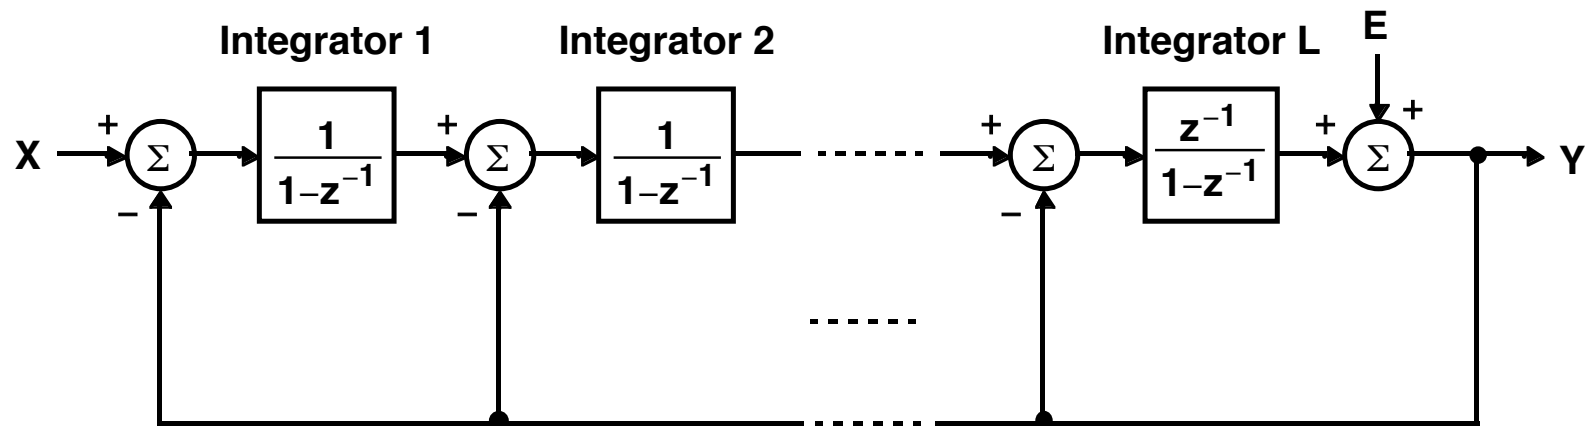 Integrator 1
Integrator 2
Integrator L
E
X
+
Σ
−
1
1−z⁻¹
+
Σ
−
1
1−z⁻¹
+
Σ
−
z⁻¹
1−z⁻¹
+
Σ
+
Y